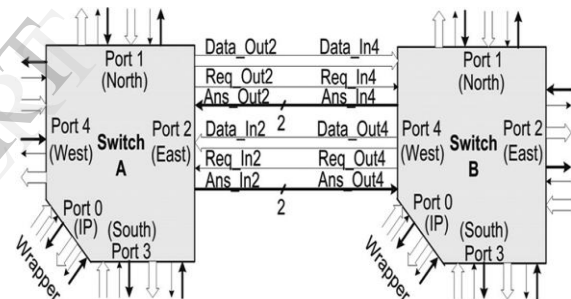 Port 1
(North)
Data_Out2 Data_In4
Req_Out2 Req_In4
Ans_Out2 Ans_In4
2
Port 4
(West)
Switch
A
Port 2
(East)
Data_In2 Data_Out4
Req_In2 Req_Out4
Ans_In2 Ans_Out4
2
Port 0
(IP)
(South)
Port 3
Wrapper
Port 1
(North)
Port 4
(West)
Switch
B
Port 2
(East)
Port 0
(IP)
(South)
Port 3
Wrapper